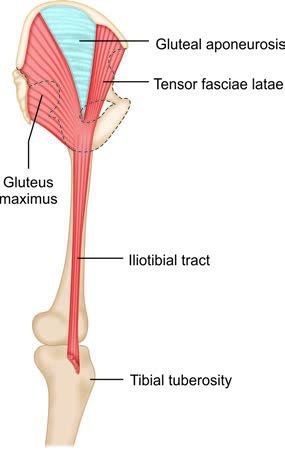 Gluteal aponeurosis
Tensor fasciae latae
Gluteus
maximus
Iliotibial tract
Tibial tuberosity